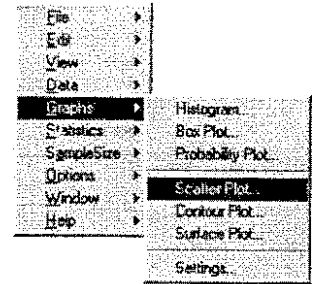 File
Edit
View
Data
Graphs
Statistics
SampleSize
Options
Window
Help
Histogram...
Box Plot...
Probability Plot...
Scatter Plot...
Contour Plot...
Surface Plot...
Settings...